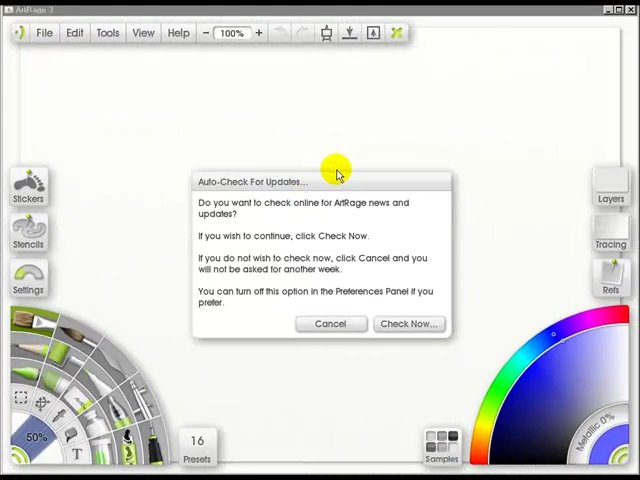 ArtRage 3
File Edit Tools View Help − 100% +
Auto-Check For Updates...
Do you want to check online for ArtRage news and
updates?
If you wish to continue, click Check Now.
If you do not wish to check now, click Cancel and you
will not be asked for another week.
You can turn off this option in the Preferences Panel if you
prefer.
Cancel Check Now...
Stickers
Stencils
Settings
Layers
Tracing
Refs
50%
T
16
Presets
Samples
Metallic 0%